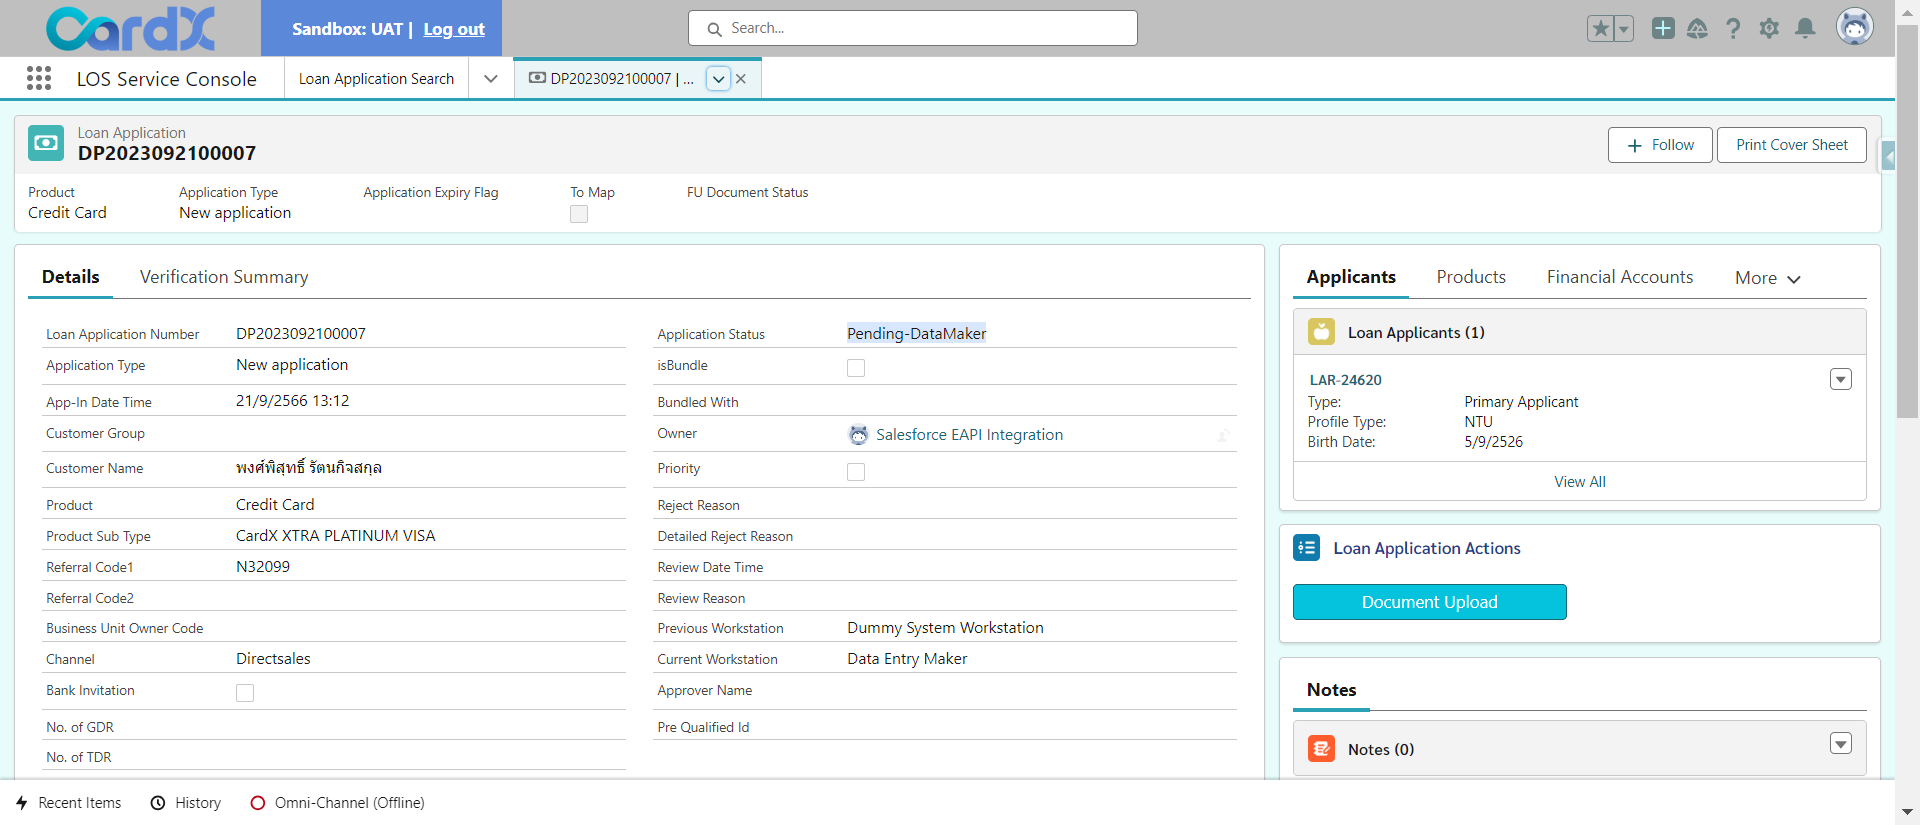 CardX
Sandbox: UAT | Log out
Search...
LOS Service Console
Loan Application Search
DP2023092100007 | ...
Loan Application
DP2023092100007
Follow
Print Cover Sheet
Product
Application Type
Application Expiry Flag
To Map
FU Document Status
Credit Card
New application
Details
Verification Summary
Loan Application Number DP2023092100007
Application Type New application
App-In Date Time 21/9/2566 13:12
Customer Group
Customer Name พงศ์พิสุทธิ์ รัตนกิจสกุล
Product Credit Card
Product Sub Type CardX XTRA PLATINUM VISA
Referral Code1 N32099
Referral Code2
Business Unit Owner Code
Channel Directsales
Bank Invitation
No. of GDR
No. of TDR
Application Status Pending-DataMaker
isBundle
Bundled With
Owner Salesforce EAPI Integration
Priority
Reject Reason
Detailed Reject Reason
Review Date Time
Review Reason
Previous Workstation Dummy System Workstation
Current Workstation Data Entry Maker
Approver Name
Pre Qualified Id
Applicants
Products
Financial Accounts
More
Loan Applicants (1)
LAR-24620
Type: Primary Applicant
Profile Type: NTU
Birth Date: 5/9/2526
View All
Loan Application Actions
Document Upload
Notes
Notes (0)
Recent Items
History
Omni-Channel (Offline)